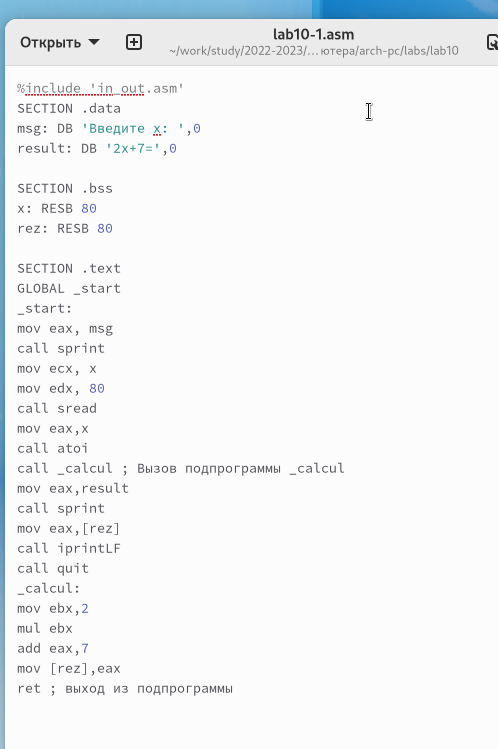 Открыть
lab10-1.asm
~/work/study/2022-2023/... ютера/arch-pc/labs/lab10
%include 'in_out.asm'
SECTION .data
msg: DB 'Введите x: ',0
result: DB '2x+7=',0
SECTION .bss
x: RESB 80
rez: RESB 80
SECTION .text
GLOBAL _start
_start:
mov eax, msg
call sprint
mov ecx, x
mov edx, 80
call sread
mov eax,x
call atoi
call _calcul ; Вызов подпрограммы _calcul
mov eax,result
call sprint
mov eax,[rez]
call iprintLF
call quit
_calcul:
mov ebx,2
mul ebx
add eax,7
mov [rez],eax
ret ; выход из подпрограммы